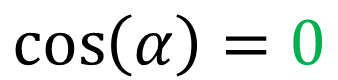 cos(α) = 0